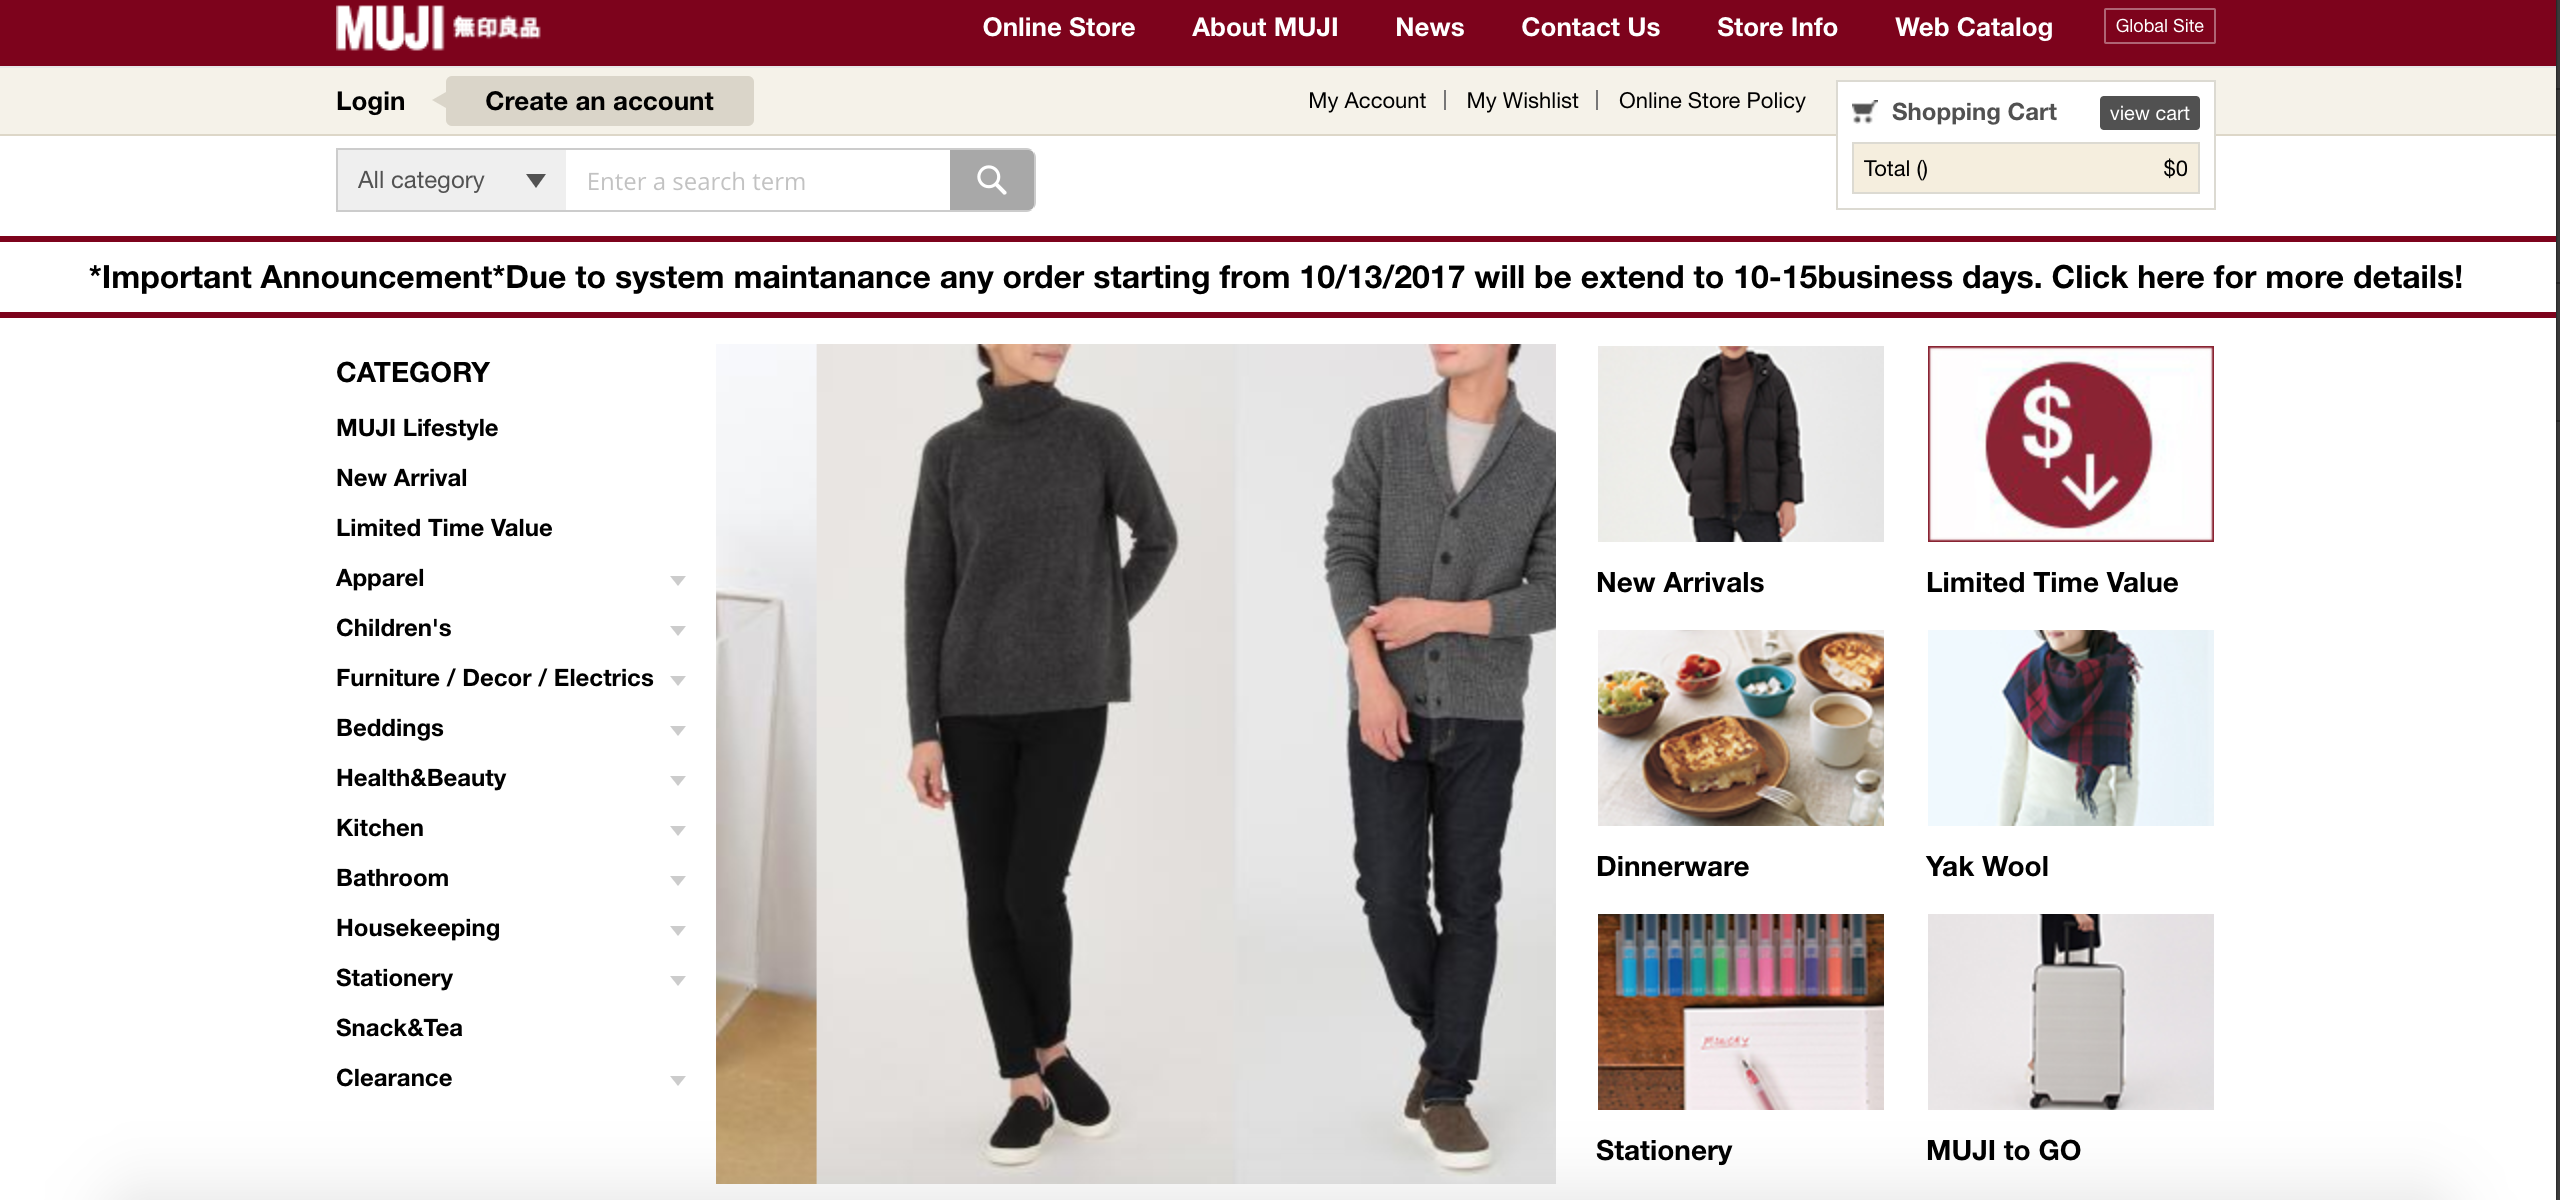 MUJI 無印良品
Online Store About MUJI News Contact Us Store Info Web Catalog Global Site
Login Create an account My Account My Wishlist Online Store Policy
Shopping Cart view cart
Total () $0
All category Enter a search term
*Important Announcement*Due to system maintanance any order starting from 10/13/2017 will be extend to 10-15business days. Click here for more details!
CATEGORY
MUJI Lifestyle
New Arrival
Limited Time Value
Apparel
Children's
Furniture / Decor / Electrics
Beddings
Health&Beauty
Kitchen
Bathroom
Housekeeping
Stationery
Snack&Tea
Clearance
$
New Arrivals
Limited Time Value
Dinnerware
Yak Wool
MONDAY
Stationery
MUJI to GO